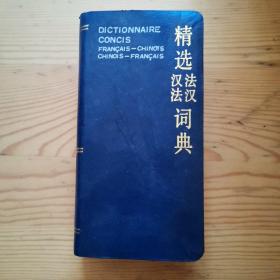 DICTIONNAIRE
CONCIS
FRANÇAIS-CHINOIS
CHINOIS-FRANÇAIS
精选
法汉
汉法
词典